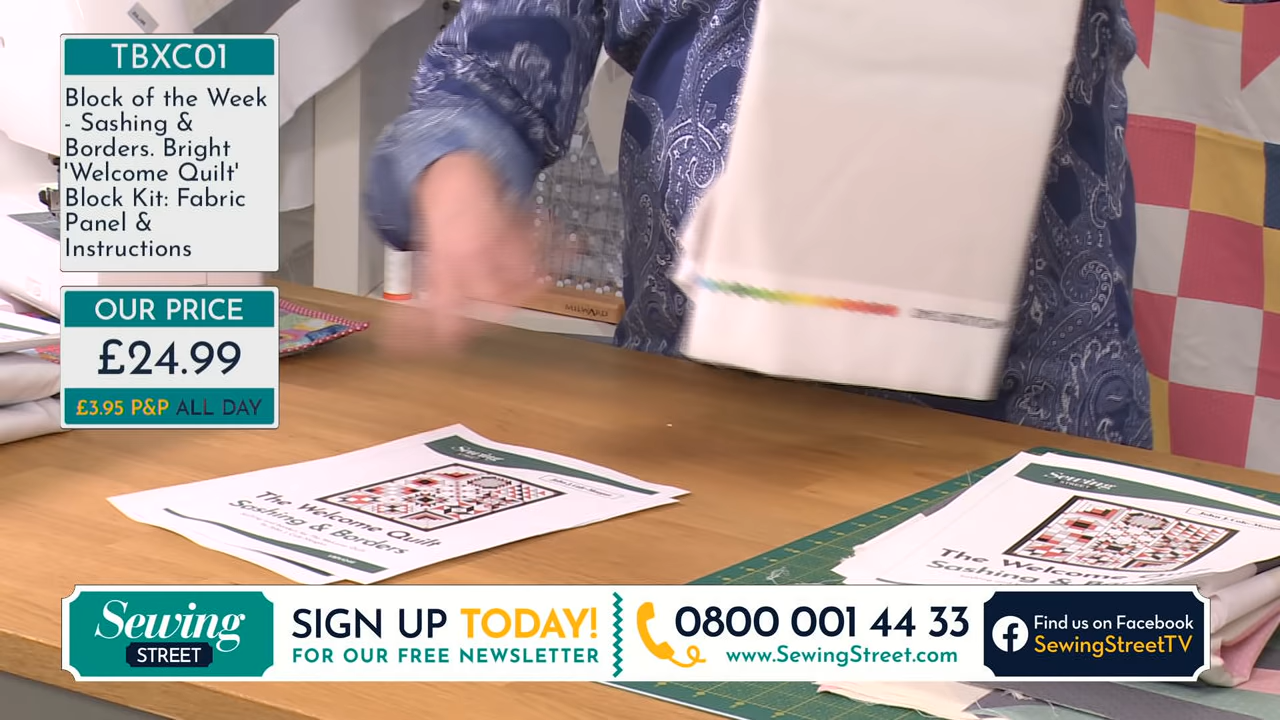 TBXC01
Block of the Week
- Sashing &
Borders. Bright
'Welcome Quilt'
Block Kit: Fabric
Panel &
Instructions
OUR PRICE
£24.99
£3.95 P&P ALL DAY
MILWARD
Sewing
The Welcome Quilt
Sashing & Borders
Sewing
STREET
The Welcome
Sashing &
Sewing
STREET
SIGN UP TODAY!
FOR OUR FREE NEWSLETTER
0800 001 44 33
www.SewingStreet.com
Find us on Facebook
SewingStreetTV